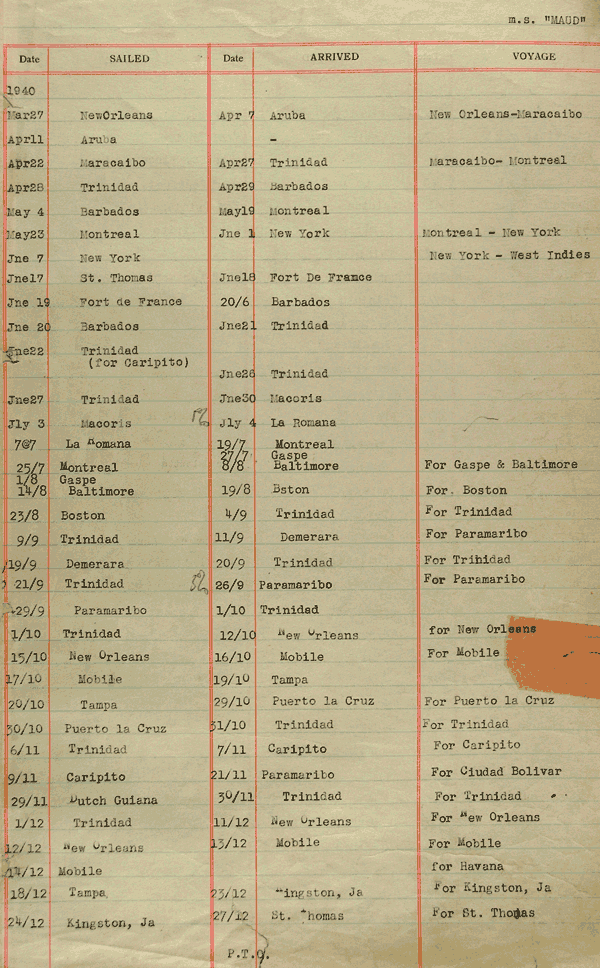 m.s. "MAUD"
Date SAILED Date ARRIVED VOYAGE
1940
Mar27 NewOrleans Apr 7 Aruba New Orleans-Maracaibo
Apr11 Aruba -
Apr22 Maracaibo Apr27 Trinidad Maracaibo- Montreal
Apr28 Trinidad Apr29 Barbados
May 4 Barbados May19 Montreal
May23 Montreal Jne 1 New York Montreal - New York
Jne 7 New York New York - West Indies
Jne17 St. Thomas Jne18 Fort De France
Jne 19 Fort de France 20/6 Barbados
Jne 20 Barbados Jne21 Trinidad
Jne22 Trinidad
(for Caripito)
Jne26 Trinidad
Jne27 Trinidad Jne30 Macoris
Jly 3 Macoris Jly 4 La Romana
7@7 La Romana 19/7 Montreal
27/7 Gaspe
25/7 Montreal 8/8 Baltimore For Gaspe & Baltimore
1/8 Gaspe
14/8 Baltimore 19/8 Bston For. Boston
23/8 Boston 4/9 Trinidad For Trinidad
9/9 Trinidad 11/9 Demerara For Paramaribo
19/9 Demerara 20/9 Trinidad For Trinidad
21/9 Trinidad 26/9 Paramaribo For Paramaribo
29/9 Paramaribo 1/10 Trinidad
1/10 Trinidad 12/10 New Orleans for New Orleans
15/10 New Orleans 16/10 Mobile For Mobile
17/10 Mobile 19/10 Tampa
20/10 Tampa 29/10 Puerto la Cruz For Puerto la Cruz
30/10 Puerto la Cruz 31/10 Trinidad For Trinidad
6/11 Trinidad 7/11 Caripito For Caripito
9/11 Caripito 21/11 Paramaribo For Ciudad Bolivar
29/11 Dutch Guiana 30/11 Trinidad For Trinidad
1/12 Trinidad 11/12 New Orleans For New Orleans
12/12 New Orleans 13/12 Mobile For Mobile
14/12 Mobile for Havana
18/12 Tampa 23/12 Kingston, Ja For Kingston, Ja
24/12 Kingston, Ja 27/12 St. Thomas For St. Thomas
P.T.O.